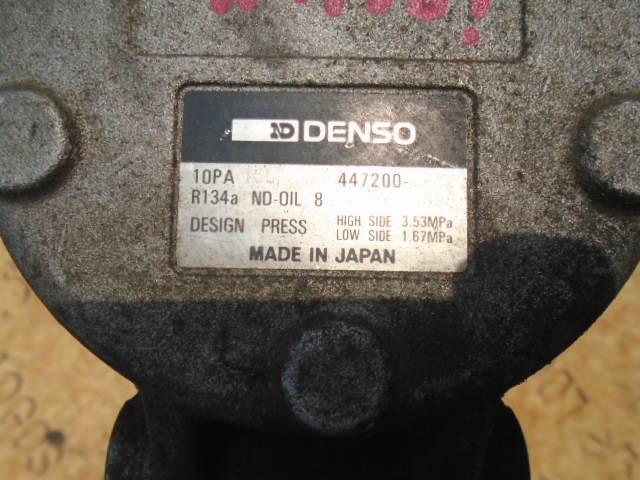 ND DENSO
10PA 447200-
R134a ND-OIL 8
DESIGN PRESS HIGH SIDE 3.53MPa
LOW SIDE 1.67MPa
MADE IN JAPAN